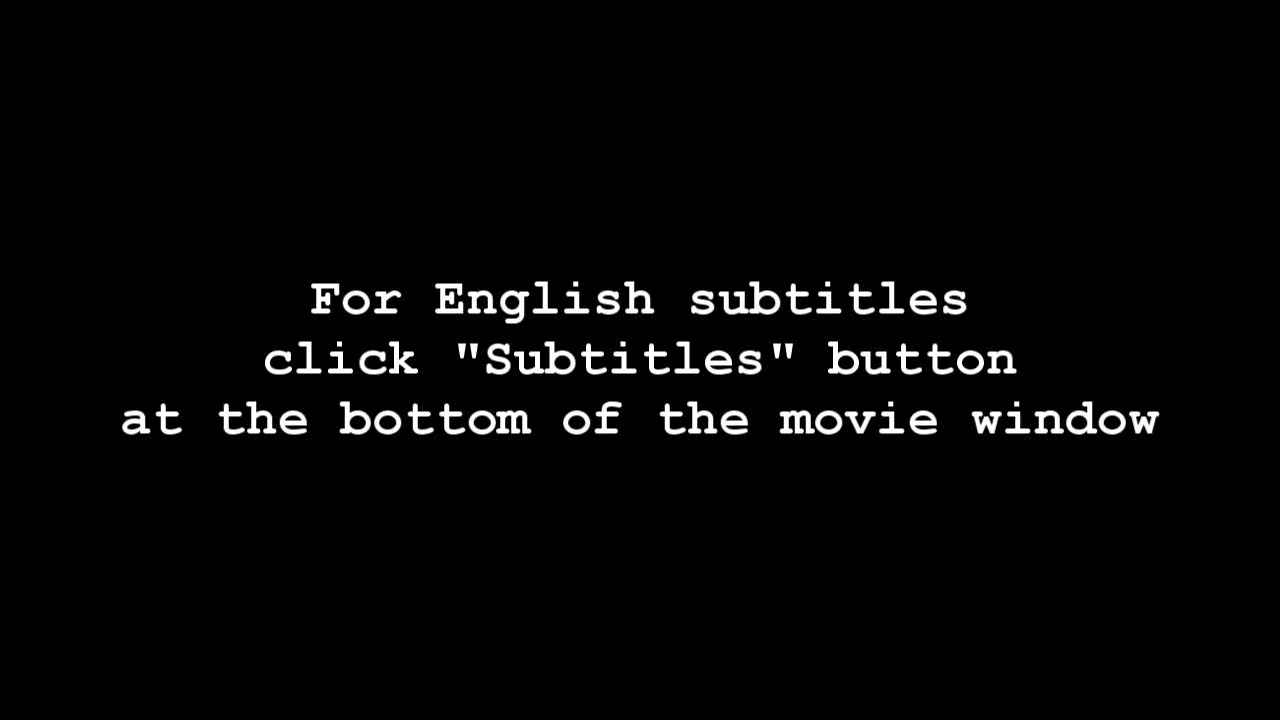 For English subtitles
click "Subtitles" button
at the bottom of the movie window